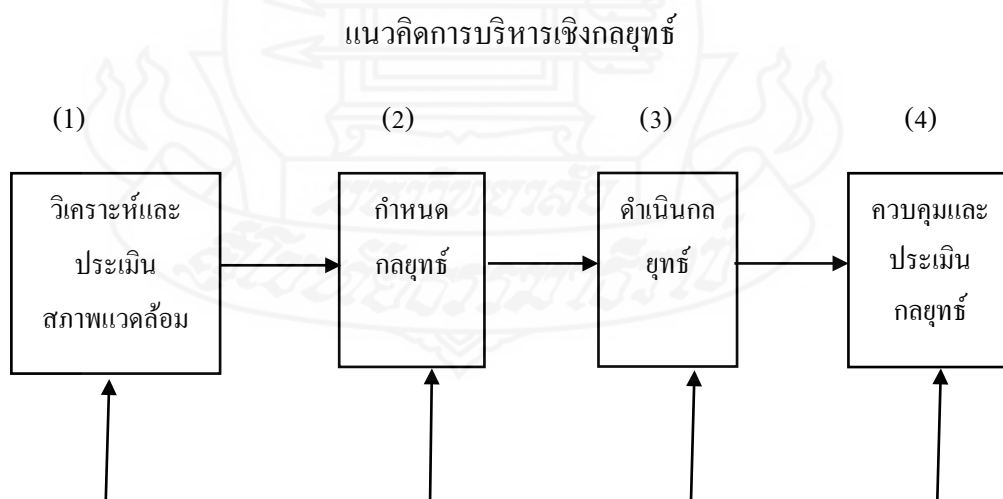 แนวคิดการบริหารเชิงกลยุทธ์
(1)
(2)
(3)
(4)
วิเคราะห์และ
ประเมิน
สภาพแวดล้อม
กำหนด
กลยุทธ์
ดำเนินกล
ยุทธ์
ควบคุมและ
ประเมิน
กลยุทธ์